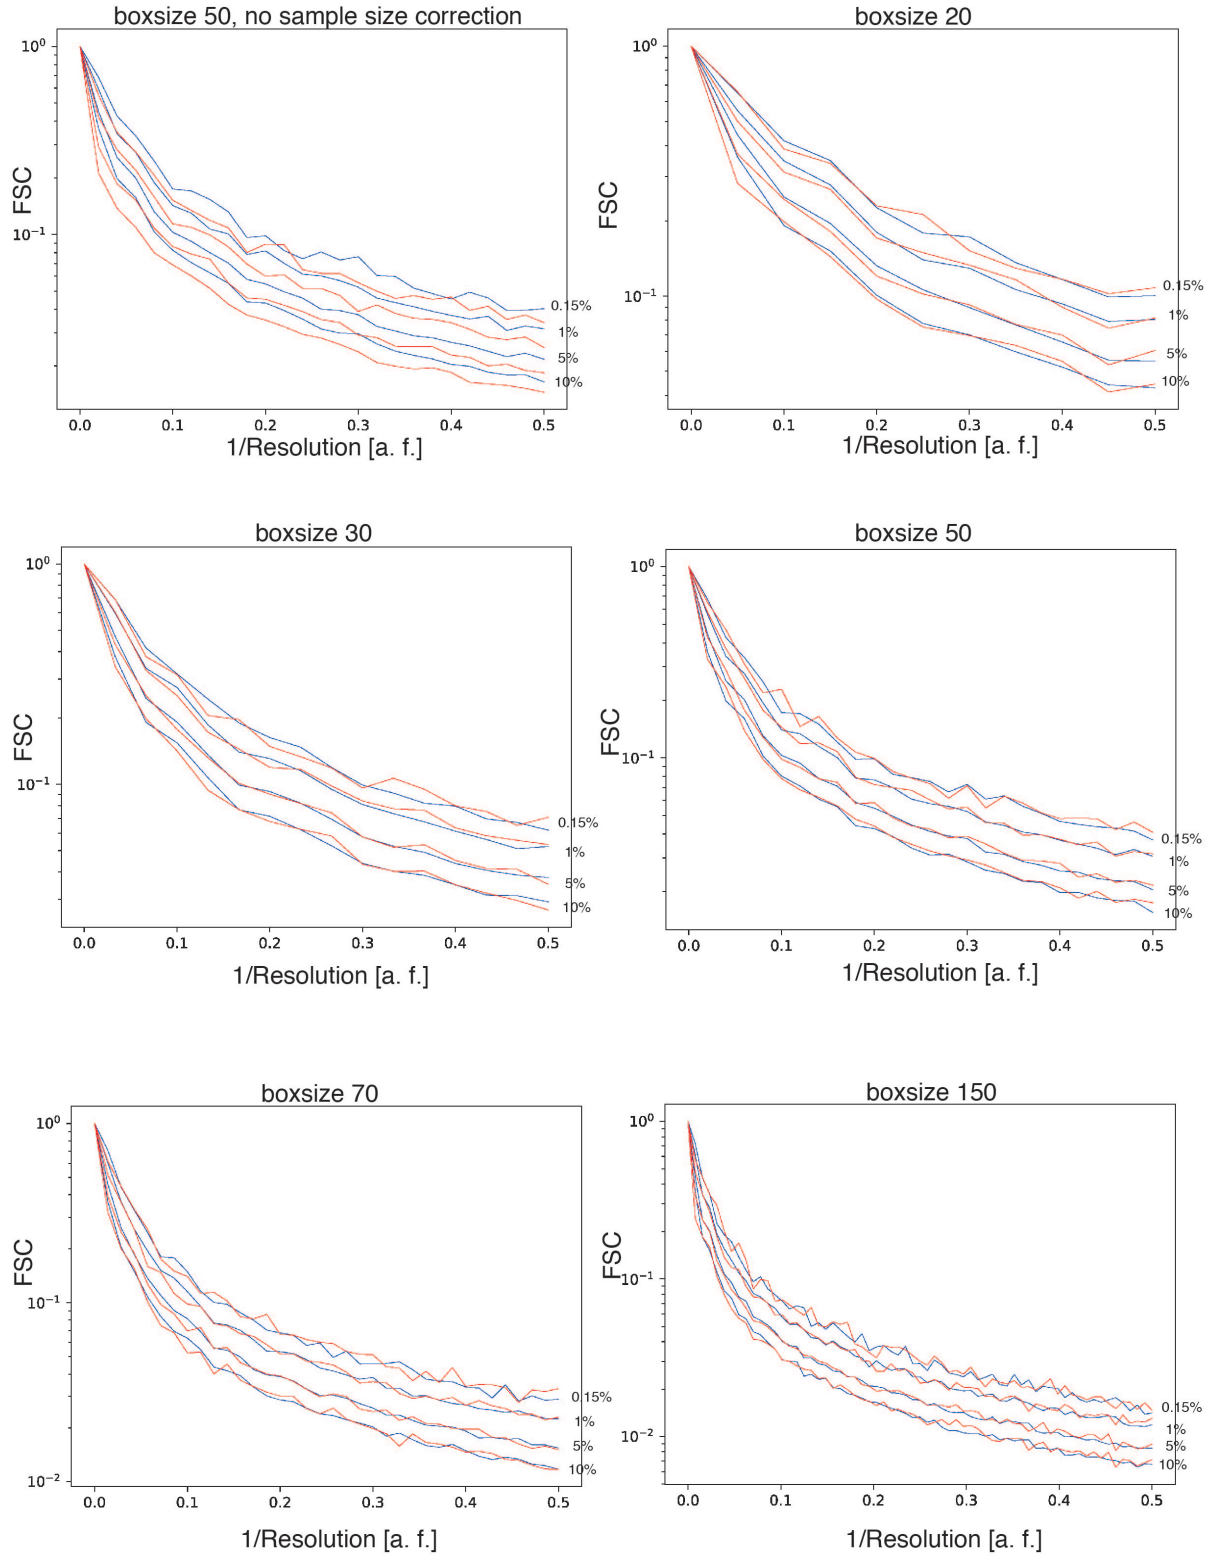 boxsize 50, no sample size correction
10⁰
10⁻¹
FSC
0.15%
1%
5%
10%
0.0 0.1 0.2 0.3 0.4 0.5
1/Resolution [a. f.]
boxsize 20
10⁰
10⁻¹
FSC
0.15%
1%
5%
10%
0.0 0.1 0.2 0.3 0.4 0.5
1/Resolution [a. f.]
boxsize 30
10⁰
10⁻¹
FSC
0.15%
1%
5%
10%
0.0 0.1 0.2 0.3 0.4 0.5
1/Resolution [a. f.]
boxsize 50
10⁰
10⁻¹
FSC
0.15%
1%
5%
10%
0.0 0.1 0.2 0.3 0.4 0.5
1/Resolution [a. f.]
boxsize 70
10⁰
10⁻¹
10⁻²
FSC
0.15%
1%
5%
10%
0.0 0.1 0.2 0.3 0.4 0.5
1/Resolution [a. f.]
boxsize 150
10⁰
10⁻¹
10⁻²
FSC
0.15%
1%
5%
10%
0.0 0.1 0.2 0.3 0.4 0.5
1/Resolution [a. f.]